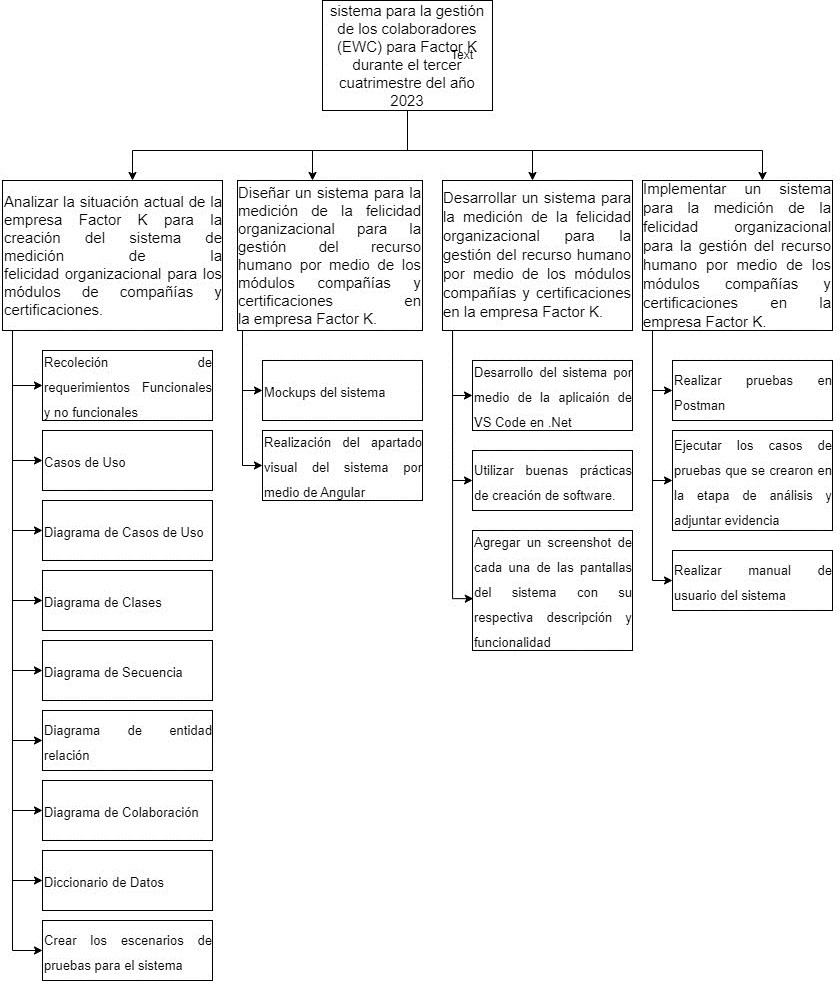 sistema para la gestión
de los colaboradores
(EWC) para Factor K
Text
durante el tercer
cuatrimestre del año
2023
Analizar la situación actual de la
empresa Factor K para la
creación del sistema de
medición de la
felicidad organizacional para los
módulos de compañías y
certificaciones.
Recoleción de
requerimientos Funcionales
y no funcionales
Casos de Uso
Diagrama de Casos de Uso
Diagrama de Clases
Diagrama de Secuencia
Diagrama de entidad
relación
Diagrama de Colaboración
Diccionario de Datos
Crear los escenarios de
pruebas para el sistema
Diseñar un sistema para la
medición de la felicidad
organizacional para la
gestión del recurso
humano por medio de los
módulos compañías y
certificaciones en
la empresa Factor K.
Mockups del sistema
Realización del apartado
visual del sistema por
medio de Angular
Desarrollar un sistema para
la medición de la felicidad
organizacional para la
gestión del recurso humano
por medio de los módulos
compañías y certificaciones
en la empresa Factor K.
Desarrollo del sistema por
medio de la aplicaión de
VS Code en .Net
Utilizar buenas prácticas
de creación de software.
Agregar un screenshot de
cada una de las pantallas
del sistema con su
respectiva descripción y
funcionalidad
Implementar un sistema
para la medición de la
felicidad organizacional
para la gestión del recurso
humano por medio de los
módulos compañías y
certificaciones en la
empresa Factor K.
Realizar pruebas en
Postman
Ejecutar los casos de
pruebas que se crearon en
la etapa de análisis y
adjuntar evidencia
Realizar manual de
usuario del sistema